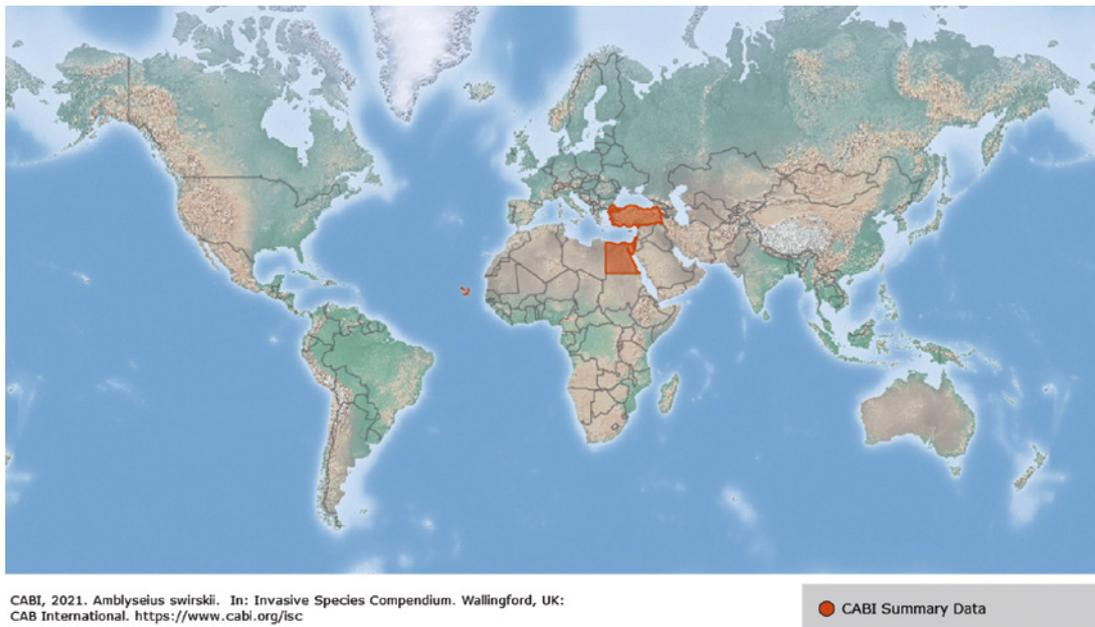 CABI, 2021. Amblyseius swirskii. In: Invasive Species Compendium. Wallingford, UK:
CAB International. https://www.cabi.org/isc
CABI Summary Data